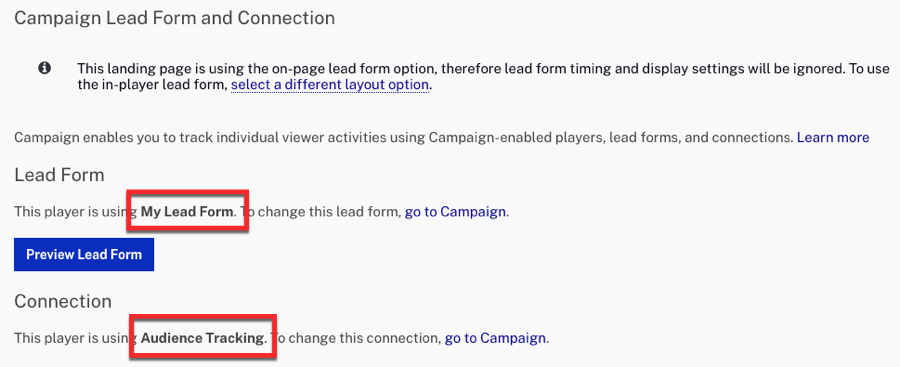 Campaign Lead Form and Connection
This landing page is using the on-page lead form option, therefore lead form timing and display settings will be ignored. To use
the in-player lead form, select a different layout option.
Campaign enables you to track individual viewer activities using Campaign-enabled players, lead forms, and connections. Learn more
Lead Form
This player is using My Lead Form. To change this lead form, go to Campaign.
Preview Lead Form
Connection
This player is using Audience Tracking. To change this connection, go to Campaign.